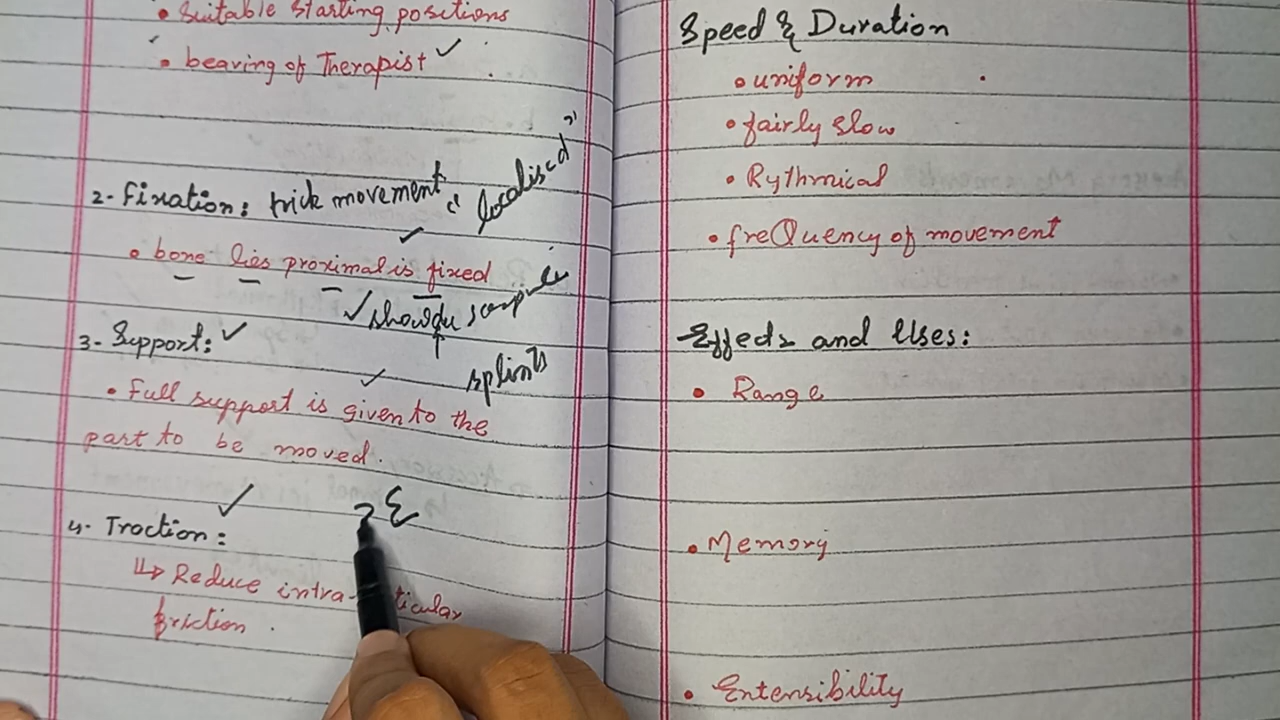 • Suitable Starting positions
• bearing of Therapist ✓
2- Fixation: trick movement " localised "
• bone lies proximal is fixed
✓
3- Support: ✓
splints
• Full support is given to the
part to be moved.
4- Traction:
↳ Reduce intra-ticular
friction.
Speed & Duration
• uniform
• fairly slow
• Rythmical
• freQuency of movement
Effects and Uses:
• Range
• Memory
• Extensibility